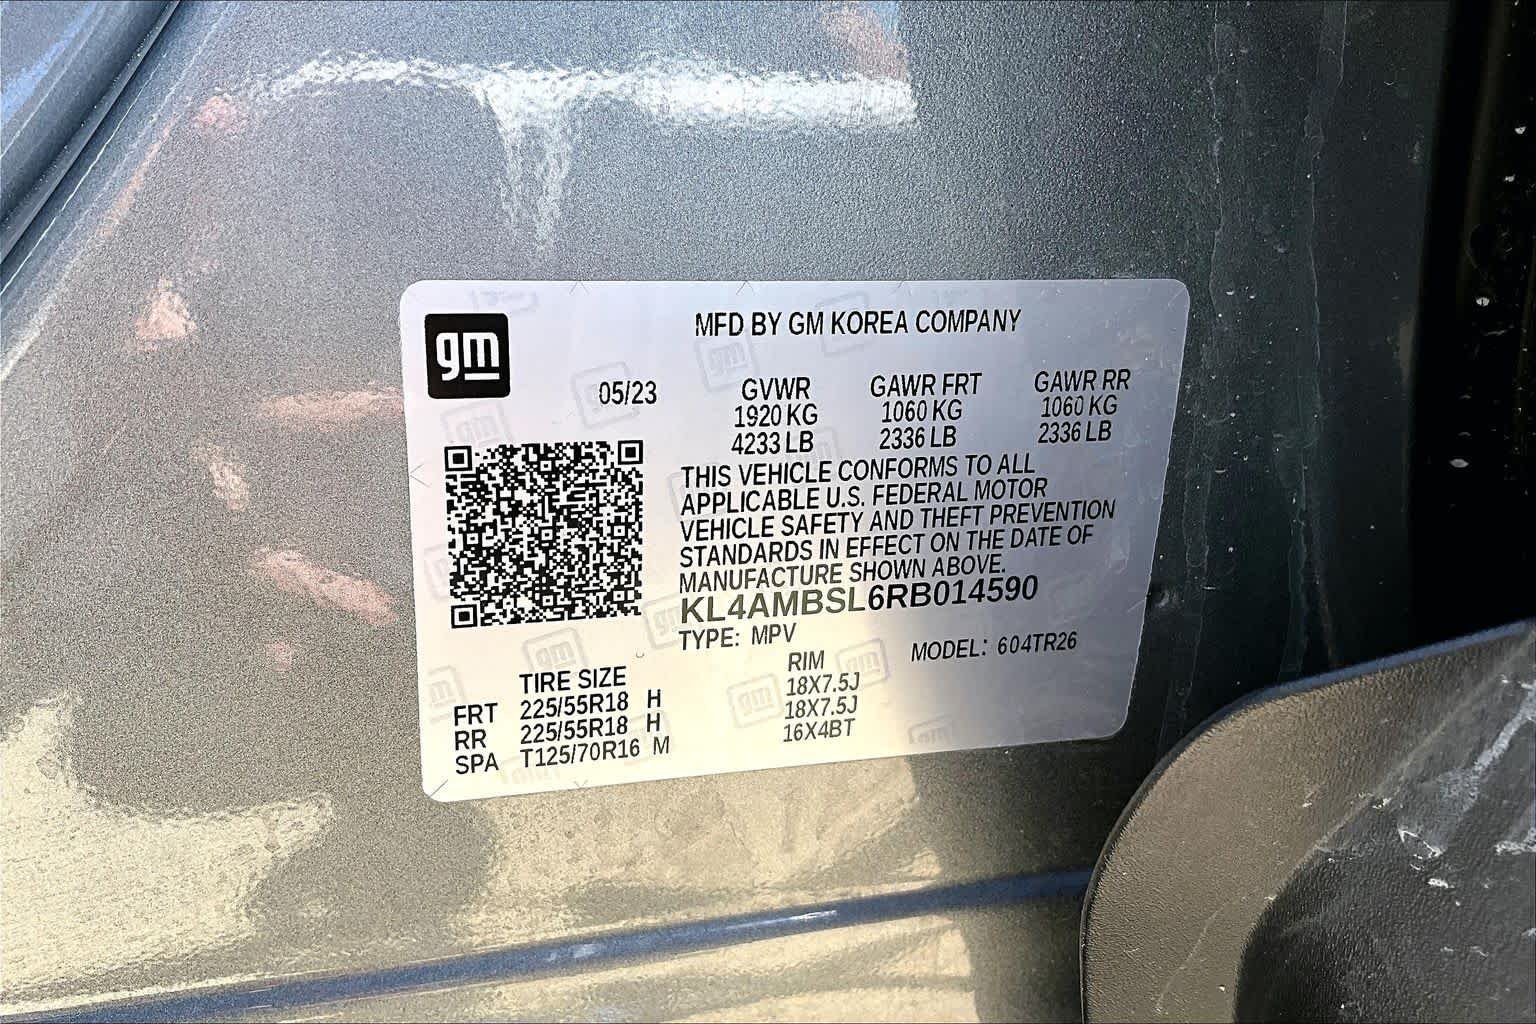 gm
MFD BY GM KOREA COMPANY
05/23 GVWR GAWR FRT GAWR RR
1920 KG 1060 KG 1060 KG
4233 LB 2336 LB 2336 LB
THIS VEHICLE CONFORMS TO ALL
APPLICABLE U.S. FEDERAL MOTOR
VEHICLE SAFETY AND THEFT PREVENTION
STANDARDS IN EFFECT ON THE DATE OF
MANUFACTURE SHOWN ABOVE.
KL4AMBSL6RB014590
TYPE: MPV MODEL: 604TR26
TIRE SIZE RIM
FRT 225/55R18 H 18X7.5J
RR 225/55R18 H 18X7.5J
SPA T125/70R16 M 16X4BT